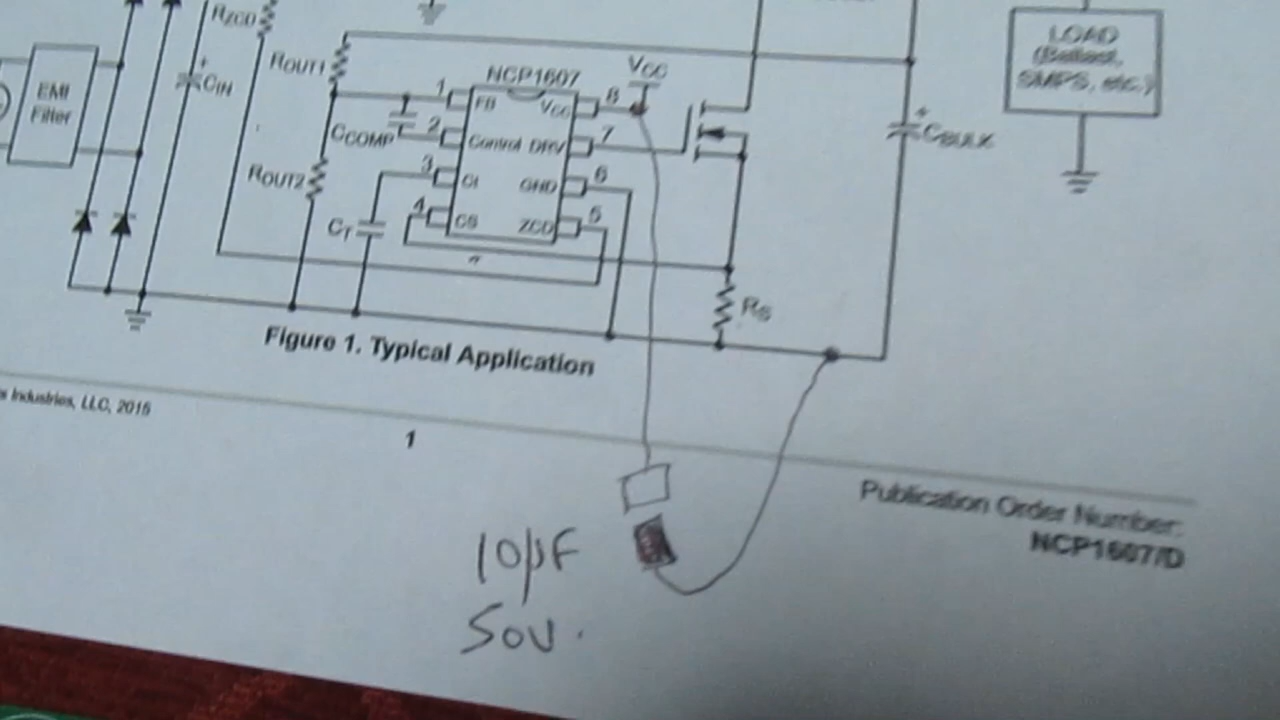 RZCD
ROUT1
NCP1607
VCC
LOAD
(Ballast,
SMPS, etc.)
EMI
Filter
+
CIN
1
FB
VCC
8
+
CBULK
CCOMP
2
Control
DRV
7
ROUT2
3
Ct
GND
6
CT
4
CS
ZCD
5
RS
Figure 1. Typical Application
Industries, LLC, 2015
1
Publication Order Number:
NCP1607/D
10µF
50V.